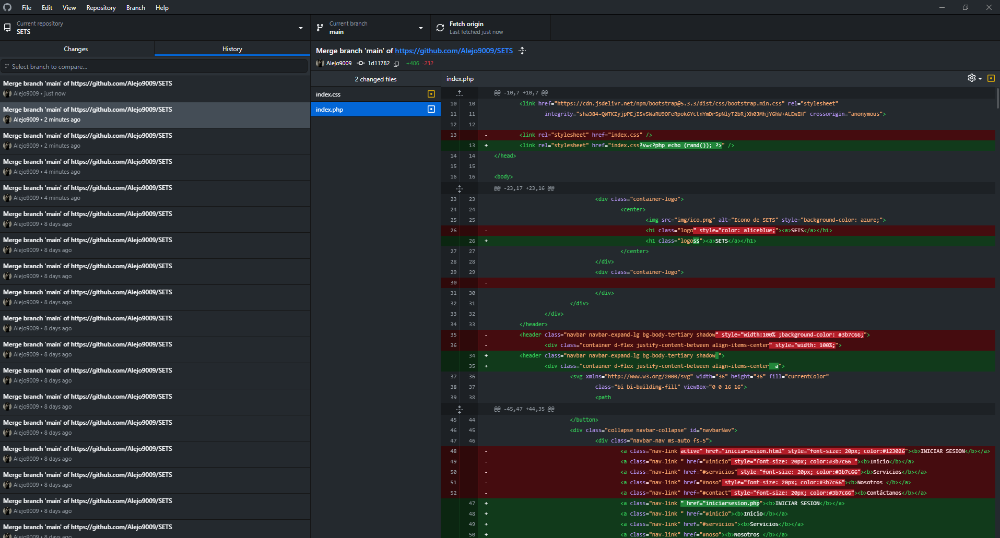 File Edit View Repository Branch Help
Current repository
SETS
Current branch
main
Fetch origin
Last fetched just now
Changes
History
Select branch to compare...
Merge branch 'main' of https://github.com/Alejo9009/SETS
Alejo9009 • just now
Merge branch 'main' of https://github.com/Alejo9009/SETS
Alejo9009 • 2 minutes ago
Merge branch 'main' of https://github.com/Alejo9009/SETS
Alejo9009 • 2 minutes ago
Merge branch 'main' of https://github.com/Alejo9009/SETS
Alejo9009 • 4 minutes ago
Merge branch 'main' of https://github.com/Alejo9009/SETS
Alejo9009 • 4 minutes ago
Merge branch 'main' of https://github.com/Alejo9009/SETS
Alejo9009 • 8 days ago
Merge branch 'main' of https://github.com/Alejo9009/SETS
Alejo9009 • 8 days ago
Merge branch 'main' of https://github.com/Alejo9009/SETS
Alejo9009 • 8 days ago
Merge branch 'main' of https://github.com/Alejo9009/SETS
Alejo9009 • 8 days ago
Merge branch 'main' of https://github.com/Alejo9009/SETS
Alejo9009 • 8 days ago
Merge branch 'main' of https://github.com/Alejo9009/SETS
Alejo9009 • 8 days ago
Merge branch 'main' of https://github.com/Alejo9009/SETS
Alejo9009 • 8 days ago
Merge branch 'main' of https://github.com/Alejo9009/SETS
Alejo9009 • 8 days ago
Merge branch 'main' of https://github.com/Alejo9009/SETS
Alejo9009 • 8 days ago
Merge branch 'main' of https://github.com/Alejo9009/SETS
Alejo9009 • 8 days ago
Merge branch 'main' of https://github.com/Alejo9009/SETS
Alejo9009 • 8 days ago
Merge branch 'main' of https://github.com/Alejo9009/SETS
Alejo9009 • 8 days ago
Merge branch 'main' of https://github.com/Alejo9009/SETS
Alejo9009 • 8 days ago
Merge branch 'main' of https://github.com/Alejo9009/SETS
Alejo9009 1d11782 +406 -232
2 changed files
index.css
index.php
index.php
@@ -10,7 +10,7 @@
10 10 <link href="https://cdn.jsdelivr.net/npm/bootstrap@5.3.3/dist/css/bootstrap.min.css" rel="stylesheet"
11 11 integrity="sha384-QWTKZyjpPEjISv5WaRU9OFeRpok6YctnYmDr5pNlyT2bRjXh0JMhjY6hW+ALEwIH" crossorigin="anonymous">
12 12
13 - <link rel="stylesheet" href="index.css" />
13 + <link rel="stylesheet" href="index.css?v=<?php echo (rand()); ?>" />
14 14 </head>
15 15
16 16 <body>
@@ -23,17 +23,16 @@
23 23 <div class="container-logo">
24 24 <center>
25 25 <img src="img/ico.png" alt="Icono de SETS" style="background-color: azure;">
26 - <h1 class="logo" style="color: aliceblue;"><a>SETS</a></h1>
26 + <h1 class="logoss"><a>SETS</a></h1>
27 27 </center>
28 28 </div>
29 29 <div class="container-logo">
30 -
31 30 </div>
32 31 </div>
33 32 </div>
34 33 </header>
35 - <header class="navbar navbar-expand-lg bg-body-tertiary shadow" style="width:100% ;background-color: #3b7c66;">
36 - <div class="container d-flex justify-content-between align-items-center" style="width: 100%;">
34 + <header class="navbar navbar-expand-lg bg-body-tertiary shadow ">
35 + <div class="container d-flex justify-content-between align-items-center  a">
37 36 <svg xmlns="http://www.w3.org/2000/svg" width="36" height="36" fill="currentColor"
38 37 class="bi bi-building-fill" viewBox="0 0 16 16">
39 38 <path
@@ -45,47 +44,35 @@
45 44 </button>
46 45 <div class="collapse navbar-collapse" id="navbarNav">
47 46 <div class="navbar-nav ms-auto fs-5">
48 - <a class="nav-link active" href="iniciarsesion.html" style="font-size: 20px; color:#123026"><b>INICIAR SESION</b></a>
49 - <a class="nav-link " href="#inicio" style="font-size: 20px; color:#3b7c66 "><b>Inicio</b></a>
50 - <a class="nav-link" href="#servicios" style="font-size: 20px; color:#3b7c66"><b>Servicios</b></a>
51 - <a class="nav-link" href="#noso" style="font-size: 20px; color:#3b7c66"><b>Nosotros </b></a>
52 - <a class="nav-link" href="#contact" style="font-size: 20px; color:#3b7c66"><b>Contáctanos</b></a>
47 + <a class="nav-link " href="iniciarsesion.php"><b>INICIAR SESION</b></a>
48 + <a class="nav-link " href="#inicio"><b>Inicio</b></a>
49 + <a class="nav-link" href="#servicios"><b>Servicios</b></a>
50 + <a class="nav-link" href="#noso"><b>Nosotros </b></a>